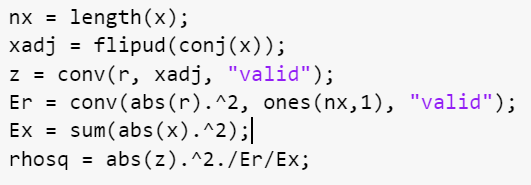 nx = length(x);
xadj = flipud(conj(x));
z = conv(r, xadj, "valid");
Er = conv(abs(r).^2, ones(nx,1), "valid");
Ex = sum(abs(x).^2);
rhosq = abs(z).^2./Er/Ex;